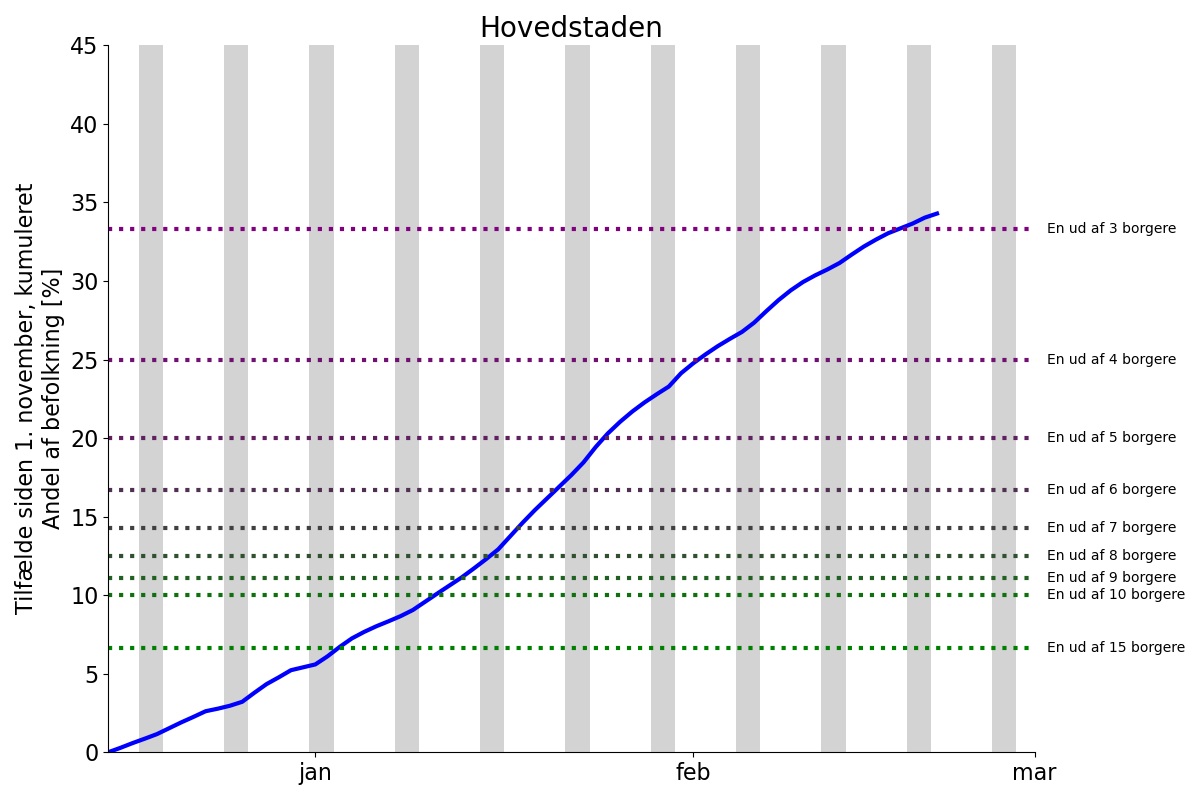 Hovedstaden
Tilfælde siden 1. november, kumuleret
Andel af befolkning [%]
45
40
35
30
25
20
15
10
5
0
jan
feb
mar
En ud af 3 borgere
En ud af 4 borgere
En ud af 5 borgere
En ud af 6 borgere
En ud af 7 borgere
En ud af 8 borgere
En ud af 9 borgere
En ud af 10 borgere
En ud af 15 borgere